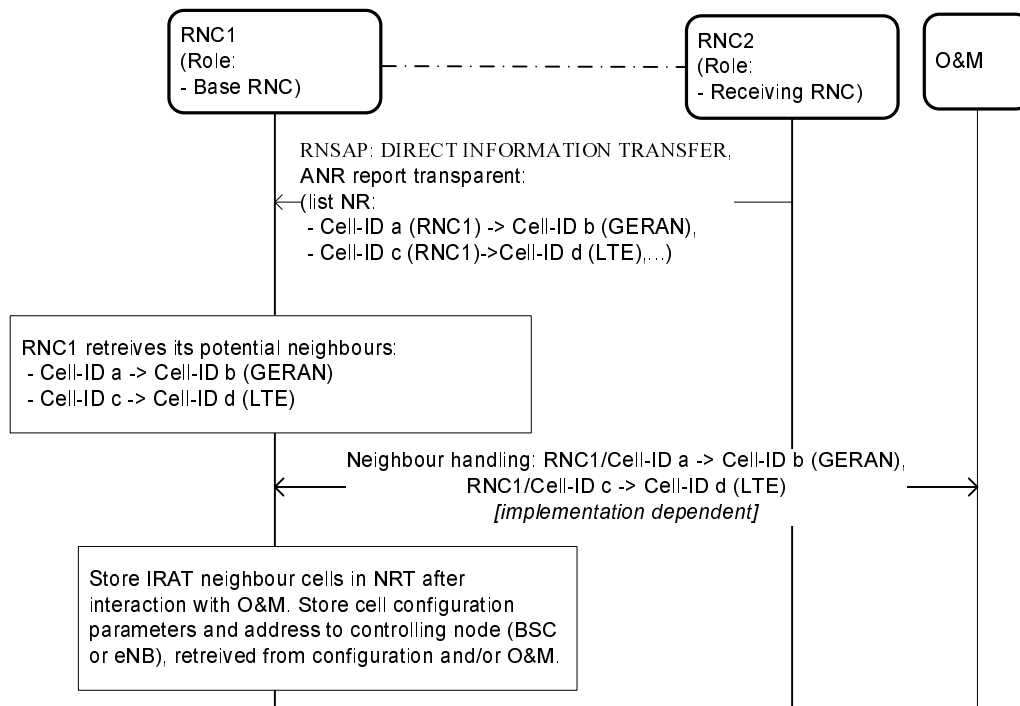 RNC1
(Role:
- Base RNC)
RNC2
(Role:
- Receiving RNC)
O&M
RNSAP: DIRECT INFORMATION TRANSFER,
ANR report transparent:
(list NR:
- Cell-ID a (RNC1) -> Cell-ID b (GERAN),
- Cell-ID c (RNC1)->Cell-ID d (LTE),...)
RNC1 retreives its potential neighbours:
- Cell-ID a -> Cell-ID b (GERAN)
- Cell-ID c -> Cell-ID d (LTE)
Neighbour handling: RNC1/Cell-ID a -> Cell-ID b (GERAN),
RNC1/Cell-ID c -> Cell-ID d (LTE)
[implementation dependent]
Store IRAT neighbour cells in NRT after
interaction with O&M. Store cell configuration
parameters and address to controlling node (BSC
or eNB), retreived from configuration and/or O&M.